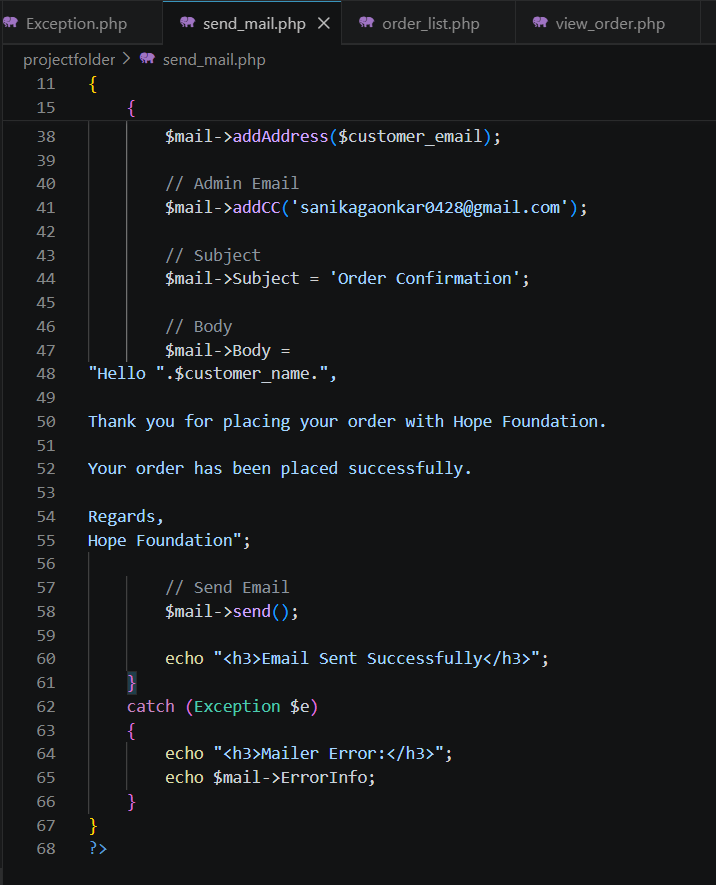 Exception.php send_mail.php order_list.php view_order.php
projectfolder > send_mail.php
11 {
15 {
38 $mail->addAddress($customer_email);
39
40 // Admin Email
41 $mail->addCC('sanikagaonkar0428@gmail.com');
42
43 // Subject
44 $mail->Subject = 'Order Confirmation';
45
46 // Body
47 $mail->Body =
48 "Hello ".$customer_name.",
49
50 Thank you for placing your order with Hope Foundation.
51
52 Your order has been placed successfully.
53
54 Regards,
55 Hope Foundation";
56
57 // Send Email
58 $mail->send();
59
60 echo "<h3>Email Sent Successfully</h3>";
61 }
62 catch (Exception $e)
63 {
64 echo "<h3>Mailer Error:</h3>";
65 echo $mail->ErrorInfo;
66 }
67 }
68 ?>